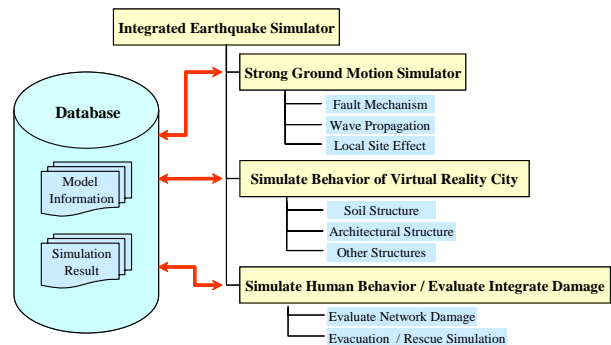 Integrated Earthquake Simulator
Strong Ground Motion Simulator
Fault Mechanism
Wave Propagation
Local Site Effect
Database
Model
Information
Simulation
Result
Simulate Behavior of Virtual Reality City
Soil Structure
Architectural Structure
Other Structures
Simulate Human Behavior / Evaluate Integrate Damage
Evaluate Network Damage
Evacuation / Rescue Simulation